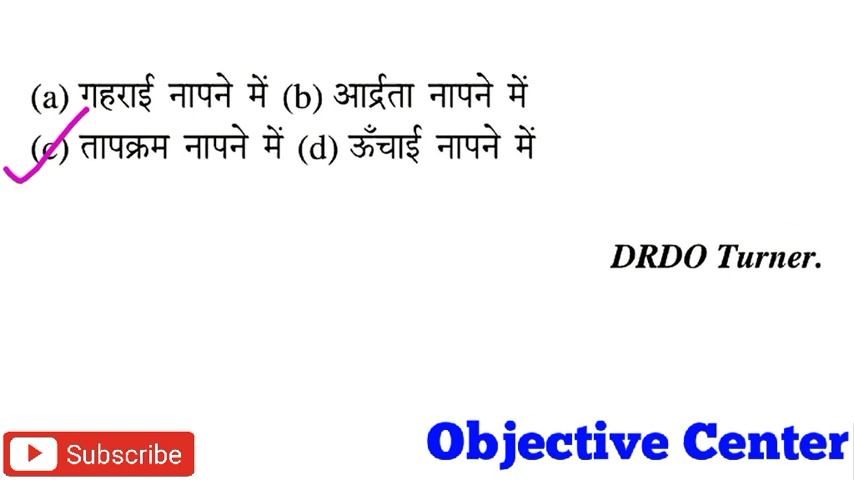 (a) गहराई नापने में (b) आर्द्रता नापने में
(c) तापक्रम नापने में (d) ऊँचाई नापने में
DRDO Turner.
Objective Center
Subscribe